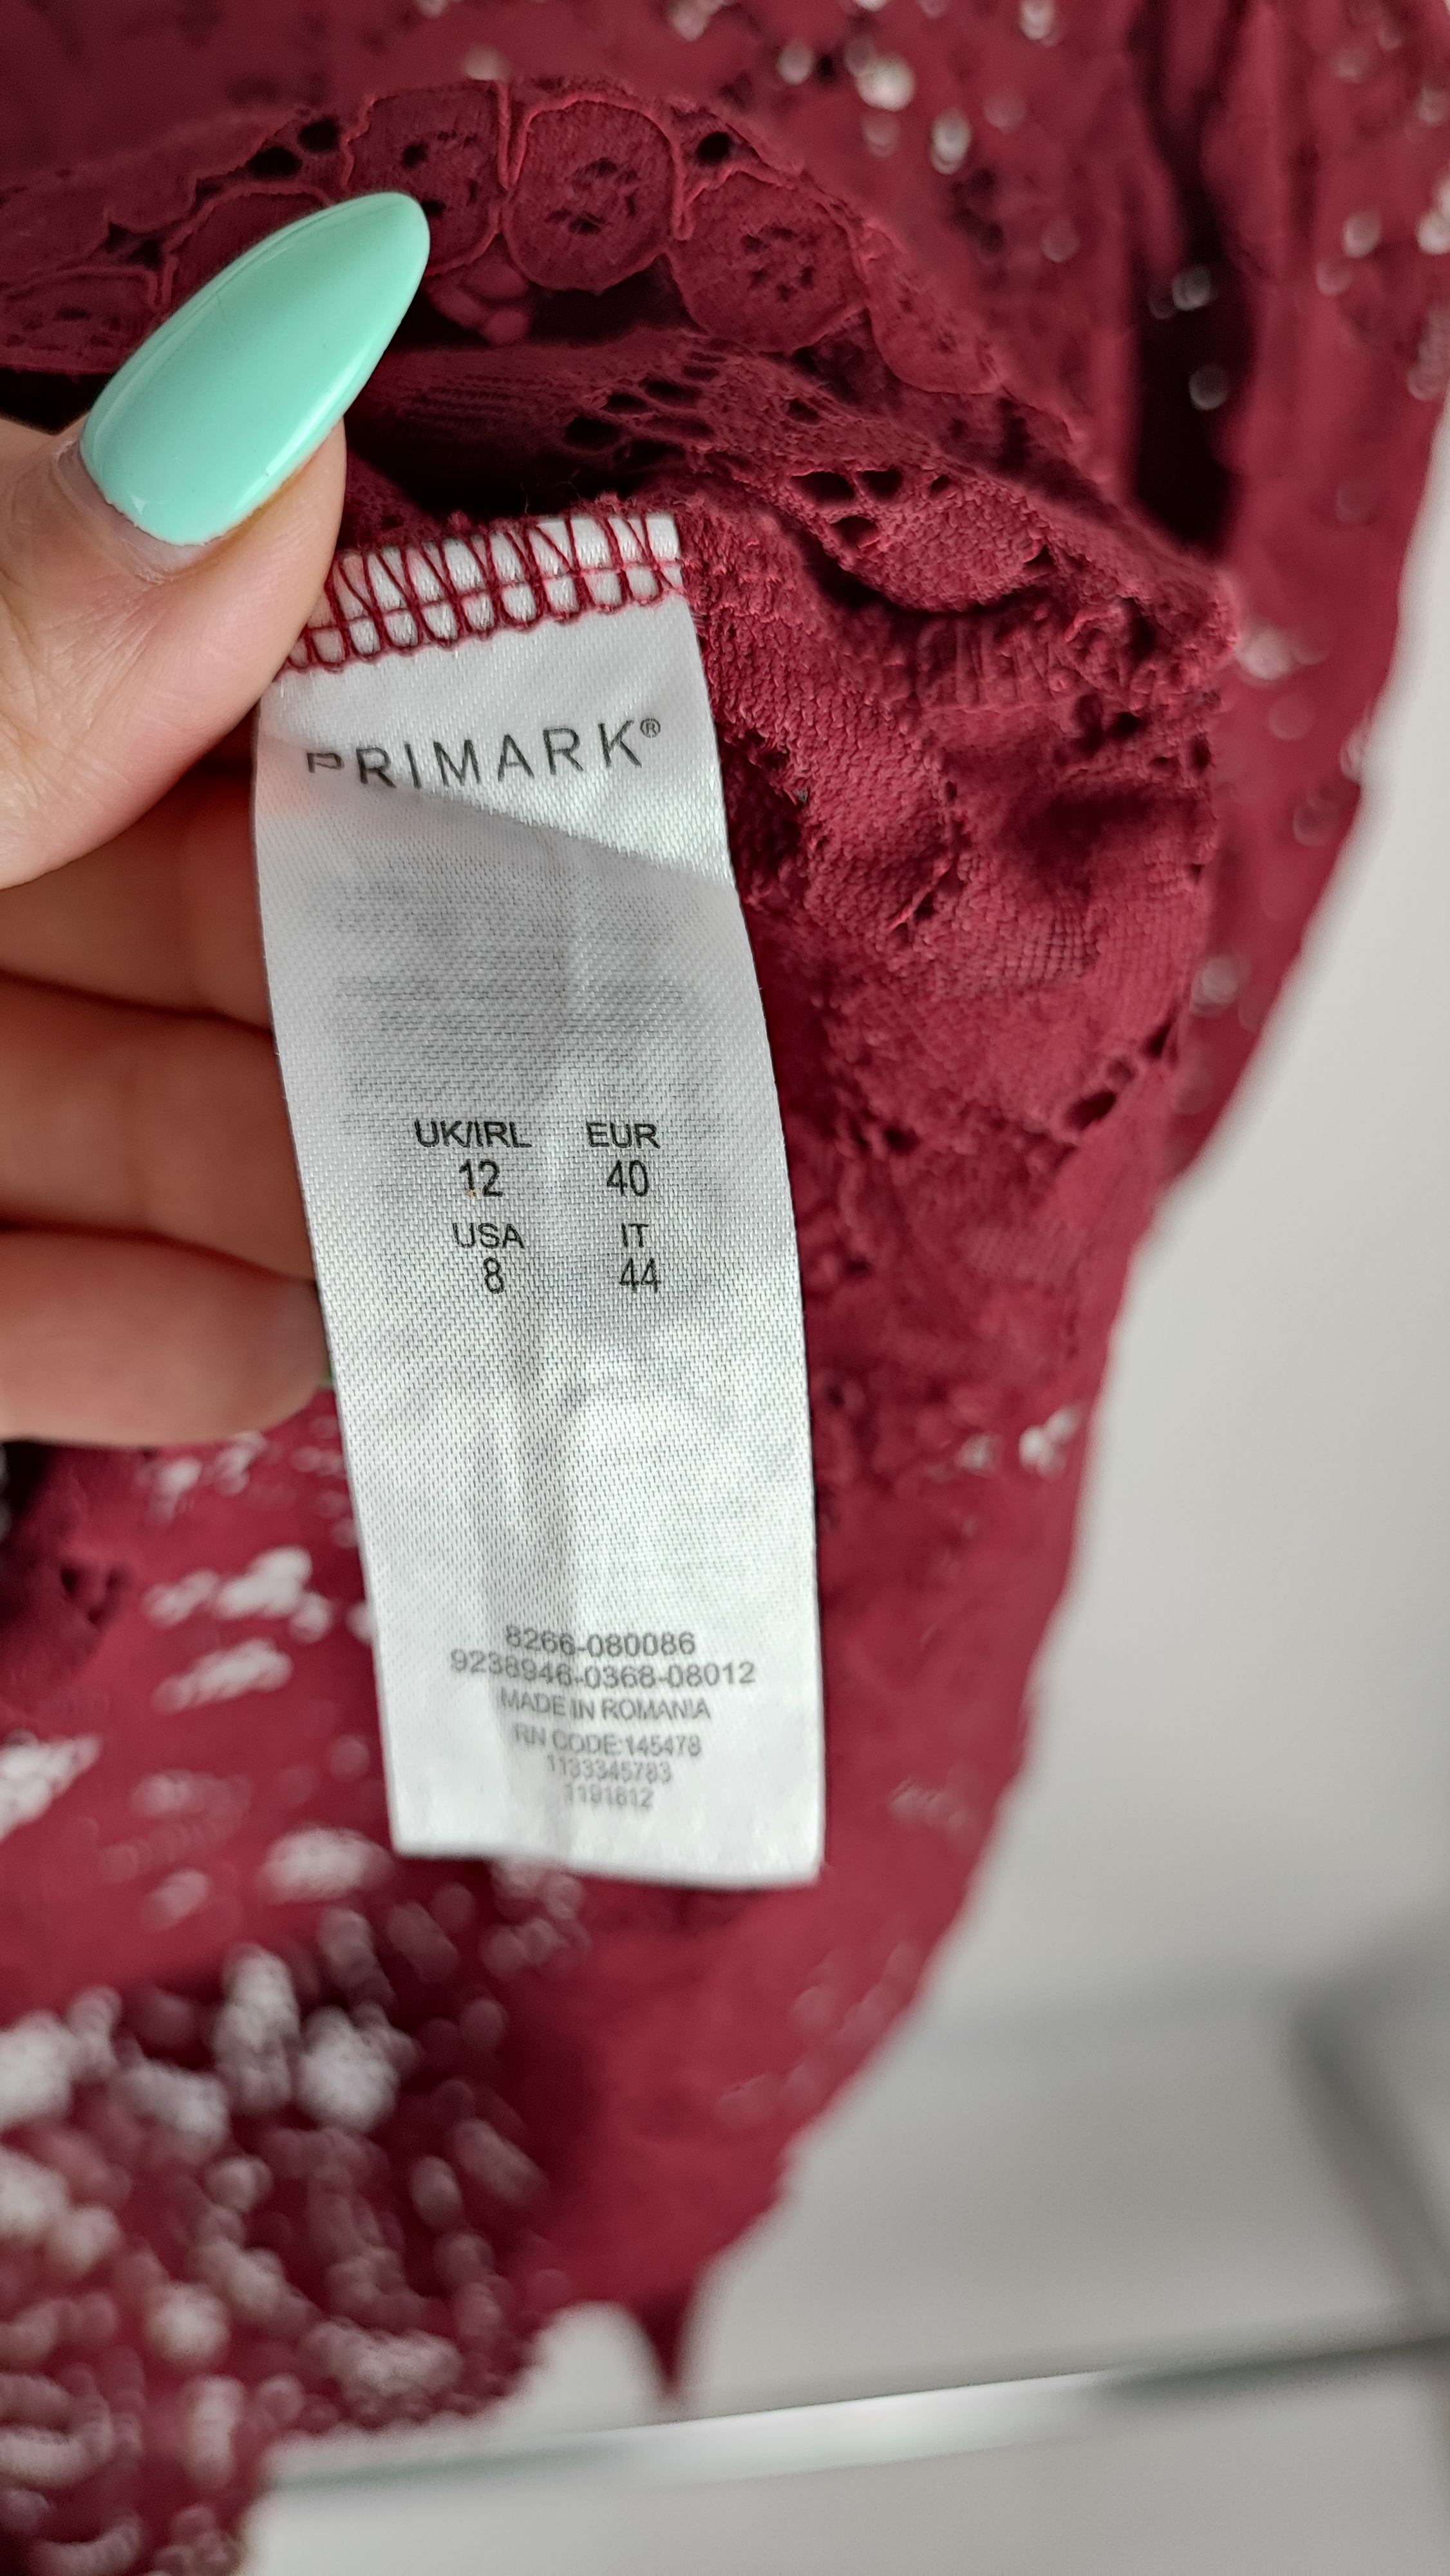 PRIMARK®
UK/IRL EUR
12 40
USA IT
8 44
8266-080086
9238946-0368-08012
MADE IN ROMANIA
RN CODE:145478
1133345783
1191812